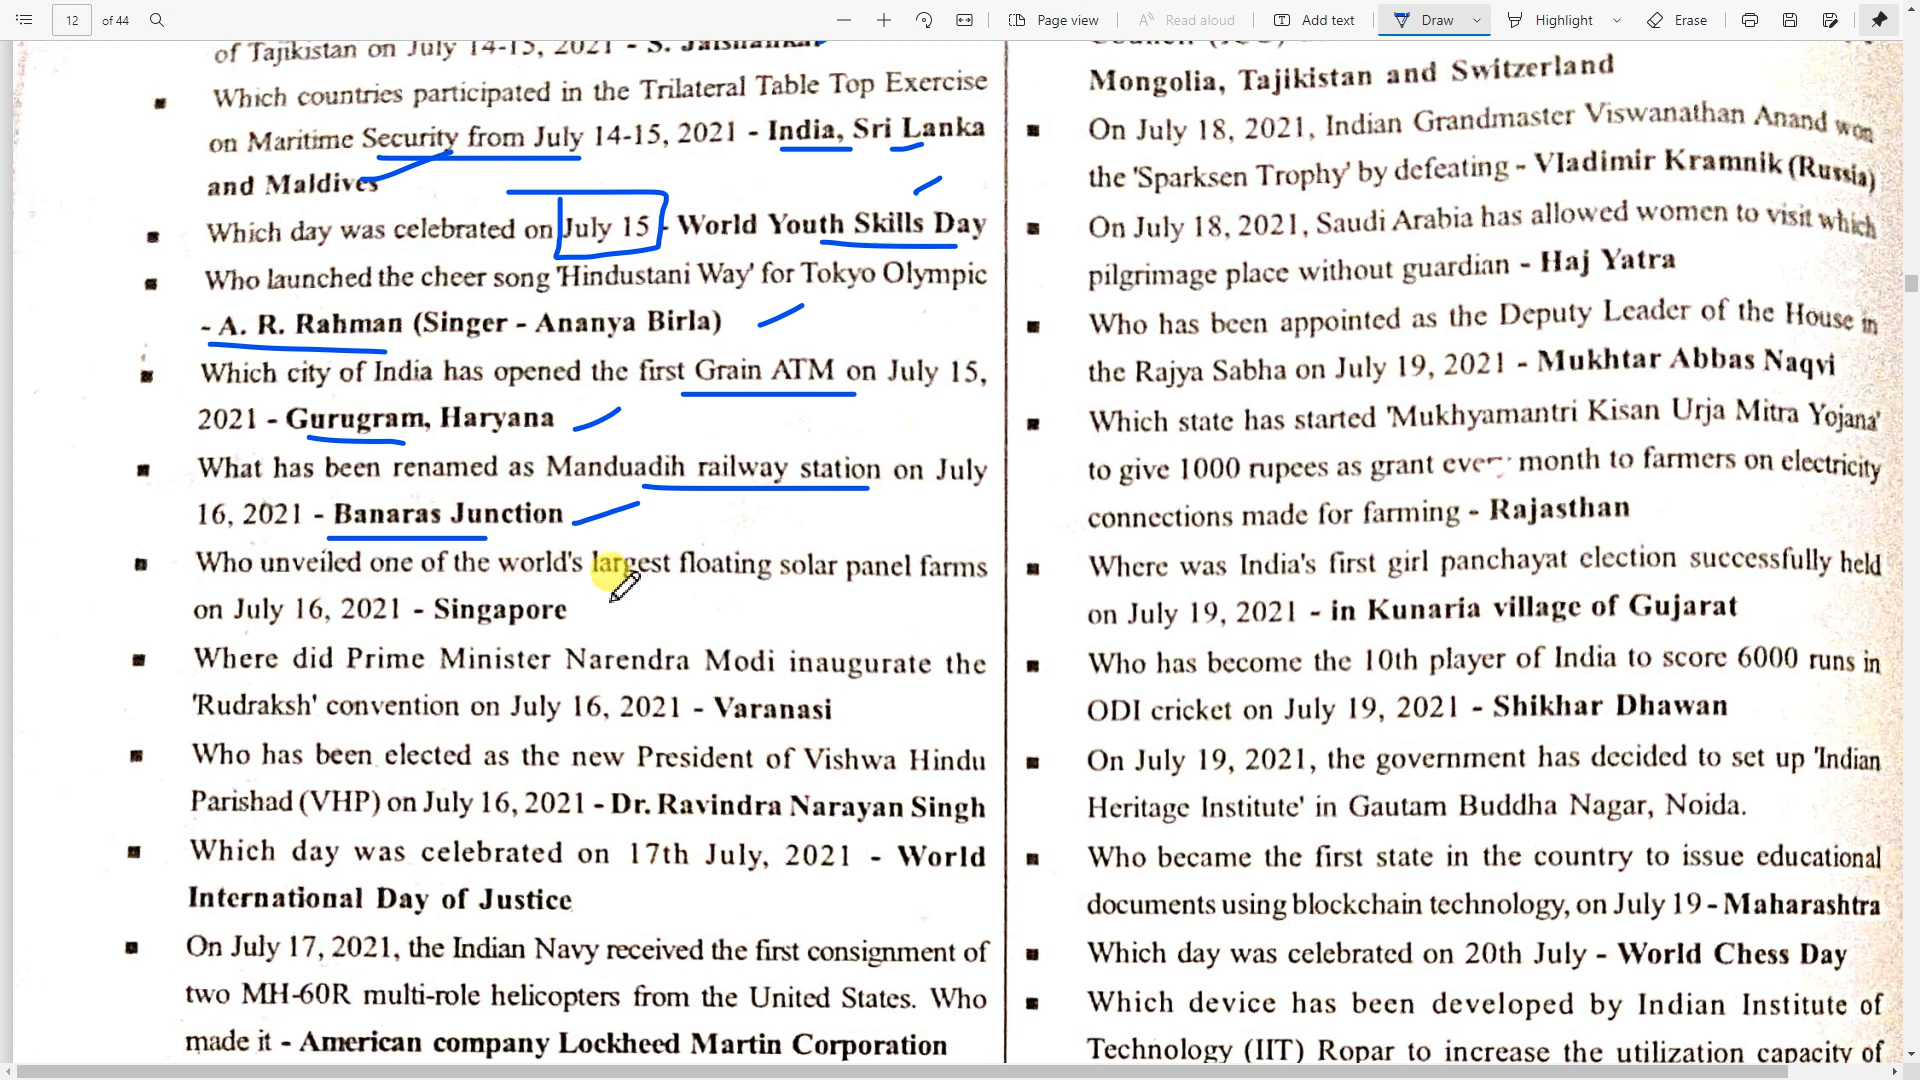 12 of 44
Page view
Read aloud
Add text
Draw
Highlight
Erase
of Tajikistan on July 14-15, 2021 - S. Jaishankar
Which countries participated in the Trilateral Table Top Exercise
on Maritime Security from July 14-15, 2021 - India, Sri Lanka
and Maldives
Which day was celebrated on July 15 - World Youth Skills Day
Who launched the cheer song 'Hindustani Way' for Tokyo Olympic
- A. R. Rahman (Singer - Ananya Birla)
Which city of India has opened the first Grain ATM on July 15,
2021 - Gurugram, Haryana
What has been renamed as Manduadih railway station on July
16, 2021 - Banaras Junction
Who unveiled one of the world's largest floating solar panel farms
on July 16, 2021 - Singapore
Where did Prime Minister Narendra Modi inaugurate the
'Rudraksh' convention on July 16, 2021 - Varanasi
Who has been elected as the new President of Vishwa Hindu
Parishad (VHP) on July 16, 2021 - Dr. Ravindra Narayan Singh
Which day was celebrated on 17th July, 2021 - World
International Day of Justice
On July 17, 2021, the Indian Navy received the first consignment of
two MH-60R multi-role helicopters from the United States. Who
made it - American company Lockheed Martin Corporation
Mongolia, Tajikistan and Switzerland
On July 18, 2021, Indian Grandmaster Viswanathan Anand won
the 'Sparksen Trophy' by defeating - Vladimir Kramnik (Russia)
On July 18, 2021, Saudi Arabia has allowed women to visit which
pilgrimage place without guardian - Haj Yatra
Who has been appointed as the Deputy Leader of the House in
the Rajya Sabha on July 19, 2021 - Mukhtar Abbas Naqvi
Which state has started 'Mukhyamantri Kisan Urja Mitra Yojana'
to give 1000 rupees as grant every month to farmers on electricity
connections made for farming - Rajasthan
Where was India's first girl panchayat election successfully held
on July 19, 2021 - in Kunaria village of Gujarat
Who has become the 10th player of India to score 6000 runs in
ODI cricket on July 19, 2021 - Shikhar Dhawan
On July 19, 2021, the government has decided to set up 'Indian
Heritage Institute' in Gautam Buddha Nagar, Noida.
Who became the first state in the country to issue educational
documents using blockchain technology, on July 19 - Maharashtra
Which day was celebrated on 20th July - World Chess Day
Which device has been developed by Indian Institute of
Technology (IIT) Ropar to increase the utilization capacity of